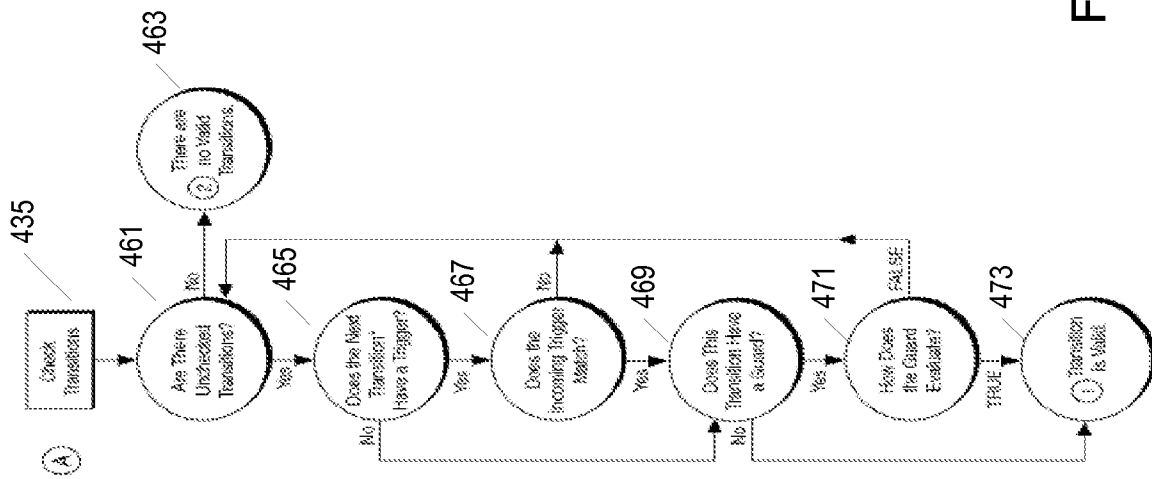 A
Check
Transitions
435
Are There
Unchecked
Transitions?
461
No
There are
2 no Valid
Transitions.
463
Yes
Does the Next
Transition*
Have a Trigger?
465
No
Yes
Does the
Incoming Trigger
Match?
467
No
Yes
Does This
Transition Have
a Guard?
469
No
Yes
How Does
the Guard
Evaluate?
471
FALSE
TRUE
1 Transition
is Valid.
473
F